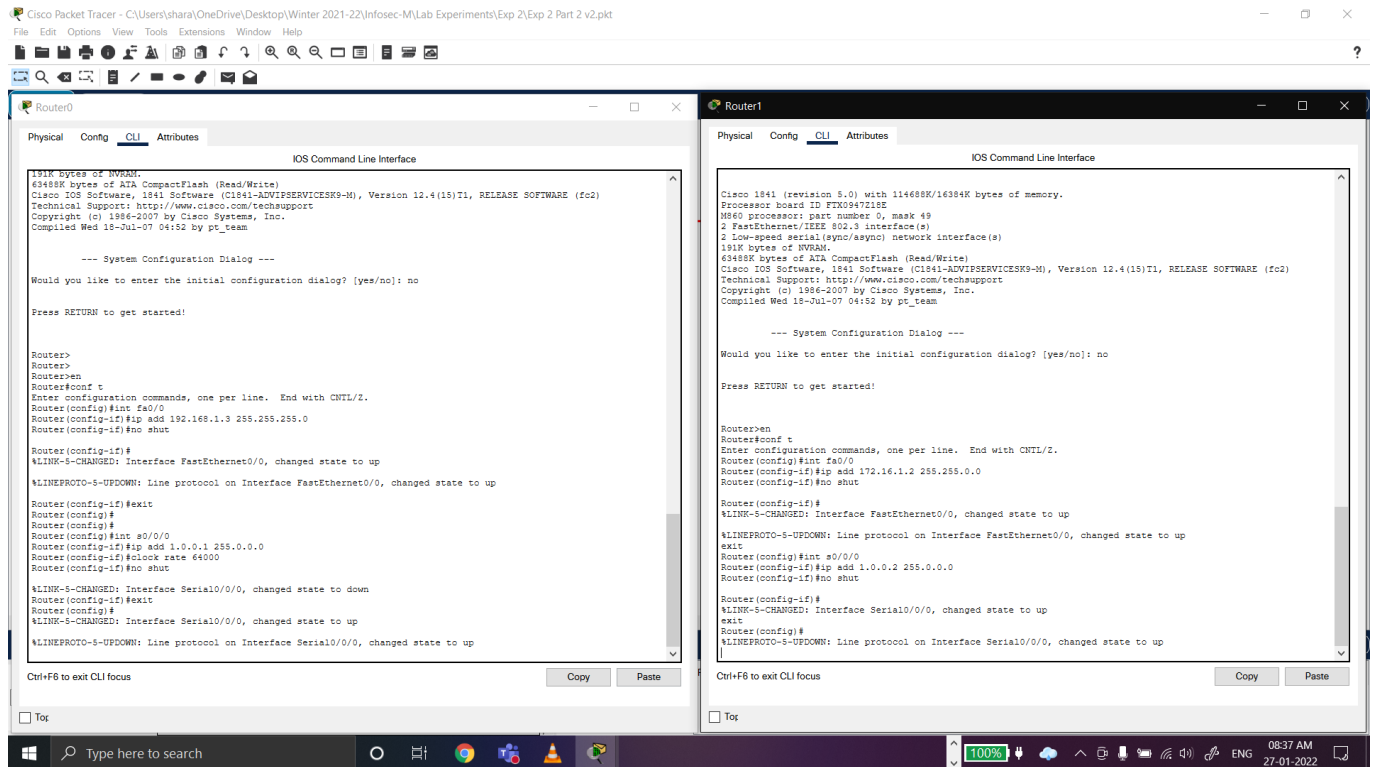 Cisco Packet Tracer - C:\Users\shara\OneDrive\Desktop\Winter 2021-22\Infosec-M\Lab Experiments\Exp 2\Exp 2 Part 2 v2.pkt
File Edit Options View Tools Extensions Window Help
?
Router0
Physical Config CLI Attributes
IOS Command Line Interface
191K bytes of NVRAM.
63488K bytes of ATA CompactFlash (Read/Write)
Cisco IOS Software, 1841 Software (C1841-ADVIPSERVICESK9-M), Version 12.4(15)T1, RELEASE SOFTWARE (fc2)
Technical Support: http://www.cisco.com/techsupport
Copyright (c) 1986-2007 by Cisco Systems, Inc.
Compiled Wed 18-Jul-07 04:52 by pt_team
--- System Configuration Dialog ---
Would you like to enter the initial configuration dialog? [yes/no]: no
Press RETURN to get started!
Router>
Router>
Router>en
Router#conf t
Enter configuration commands, one per line. End with CNTL/Z.
Router(config)#int fa0/0
Router(config-if)#ip add 192.168.1.3 255.255.255.0
Router(config-if)#no shut
Router(config-if)#
%LINK-5-CHANGED: Interface FastEthernet0/0, changed state to up
%LINEPROTO-5-UPDOWN: Line protocol on Interface FastEthernet0/0, changed state to up
Router(config-if)#exit
Router(config)#
Router(config)#
Router(config)#int s0/0/0
Router(config-if)#ip add 1.0.0.1 255.0.0.0
Router(config-if)#clock rate 64000
Router(config-if)#no shut
%LINK-5-CHANGED: Interface Serial0/0/0, changed state to down
Router(config-if)#exit
Router(config)#
%LINK-5-CHANGED: Interface Serial0/0/0, changed state to up
%LINEPROTO-5-UPDOWN: Line protocol on Interface Serial0/0/0, changed state to up
Ctrl+F6 to exit CLI focus
Copy Paste
Top
Router1
Physical Config CLI Attributes
IOS Command Line Interface
Cisco 1841 (revision 5.0) with 114688K/16384K bytes of memory.
Processor board ID FTX0947Z18E
M860 processor: part number 0, mask 49
2 FastEthernet/IEEE 802.3 interface(s)
2 Low-speed serial(sync/async) network interface(s)
191K bytes of NVRAM.
63488K bytes of ATA CompactFlash (Read/Write)
Cisco IOS Software, 1841 Software (C1841-ADVIPSERVICESK9-M), Version 12.4(15)T1, RELEASE SOFTWARE (fc2)
Technical Support: http://www.cisco.com/techsupport
Copyright (c) 1986-2007 by Cisco Systems, Inc.
Compiled Wed 18-Jul-07 04:52 by pt_team
--- System Configuration Dialog ---
Would you like to enter the initial configuration dialog? [yes/no]: no
Press RETURN to get started!
Router>en
Router#conf t
Enter configuration commands, one per line. End with CNTL/Z.
Router(config)#int fa0/0
Router(config-if)#ip add 172.16.1.2 255.255.0.0
Router(config-if)#no shut
Router(config-if)#
%LINK-5-CHANGED: Interface FastEthernet0/0, changed state to up
%LINEPROTO-5-UPDOWN: Line protocol on Interface FastEthernet0/0, changed state to up
exit
Router(config)#int s0/0/0
Router(config-if)#ip add 1.0.0.2 255.0.0.0
Router(config-if)#no shut
Router(config-if)#
%LINK-5-CHANGED: Interface Serial0/0/0, changed state to up
exit
Router(config)#
%LINEPROTO-5-UPDOWN: Line protocol on Interface Serial0/0/0, changed state to up
Ctrl+F6 to exit CLI focus
Copy Paste
Top
Type here to search
100%
ENG
08:37 AM
27-01-2022